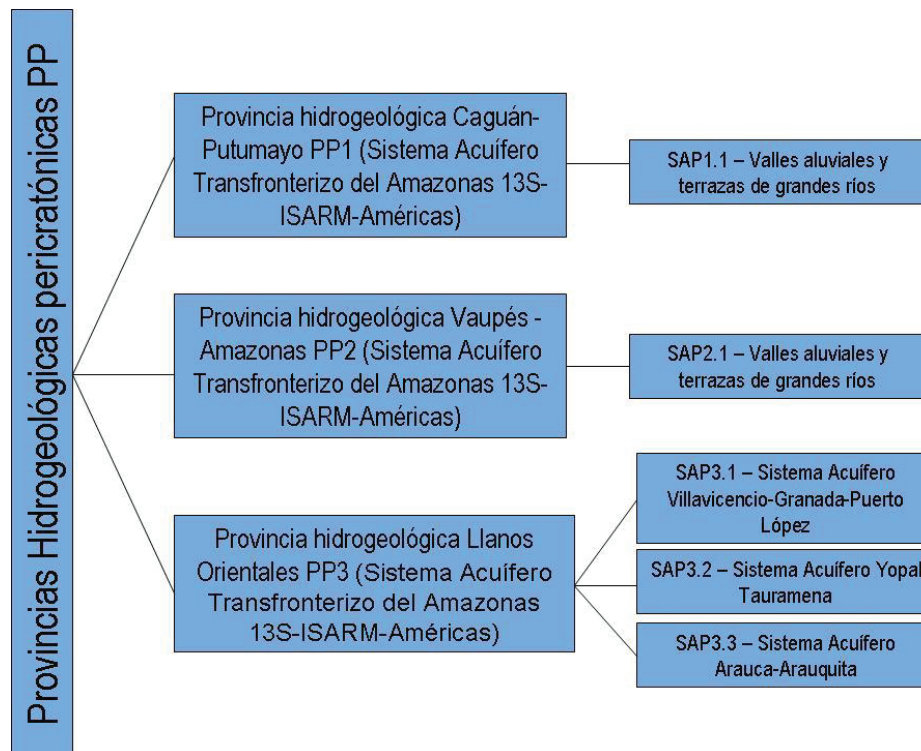 Provincias Hidrogeológicas pericratónicas PP
Provincia hidrogeológica Caguán-
Putumayo PP1 (Sistema Acuífero
Transfronterizo del Amazonas 13S-
ISARM-Américas)
SAP1.1 – Valles aluviales y
terrazas de grandes ríos
Provincia hidrogeológica Vaupés -
Amazonas PP2 (Sistema Acuífero
Transfronterizo del Amazonas 13S-
ISARM-Américas)
SAP2.1 – Valles aluviales y
terrazas de grandes ríos
Provincia hidrogeológica Llanos
Orientales PP3 (Sistema Acuífero
Transfronterizo del Amazonas
13S-ISARM-Américas)
SAP3.1 – Sistema Acuífero
Villavicencio-Granada-Puerto
López
SAP3.2 – Sistema Acuífero Yopal
Tauramena
SAP3.3 – Sistema Acuífero
Arauca-Arauquita